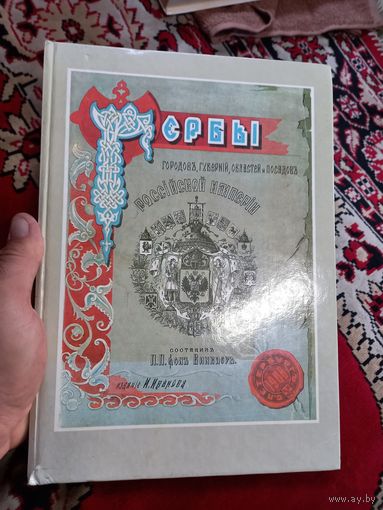 ГЕРБЫ
ГОРОДОВЪ, ГУБЕРНІЙ, ОБЛАСТЕЙ и ПОСАДОВЪ
РОССІЙСКОЙ ИМПЕРІИ
СОСТАВИЛЪ
П.П. фонъ Винклеръ.
изданіе И.Иванова
www.ay.by